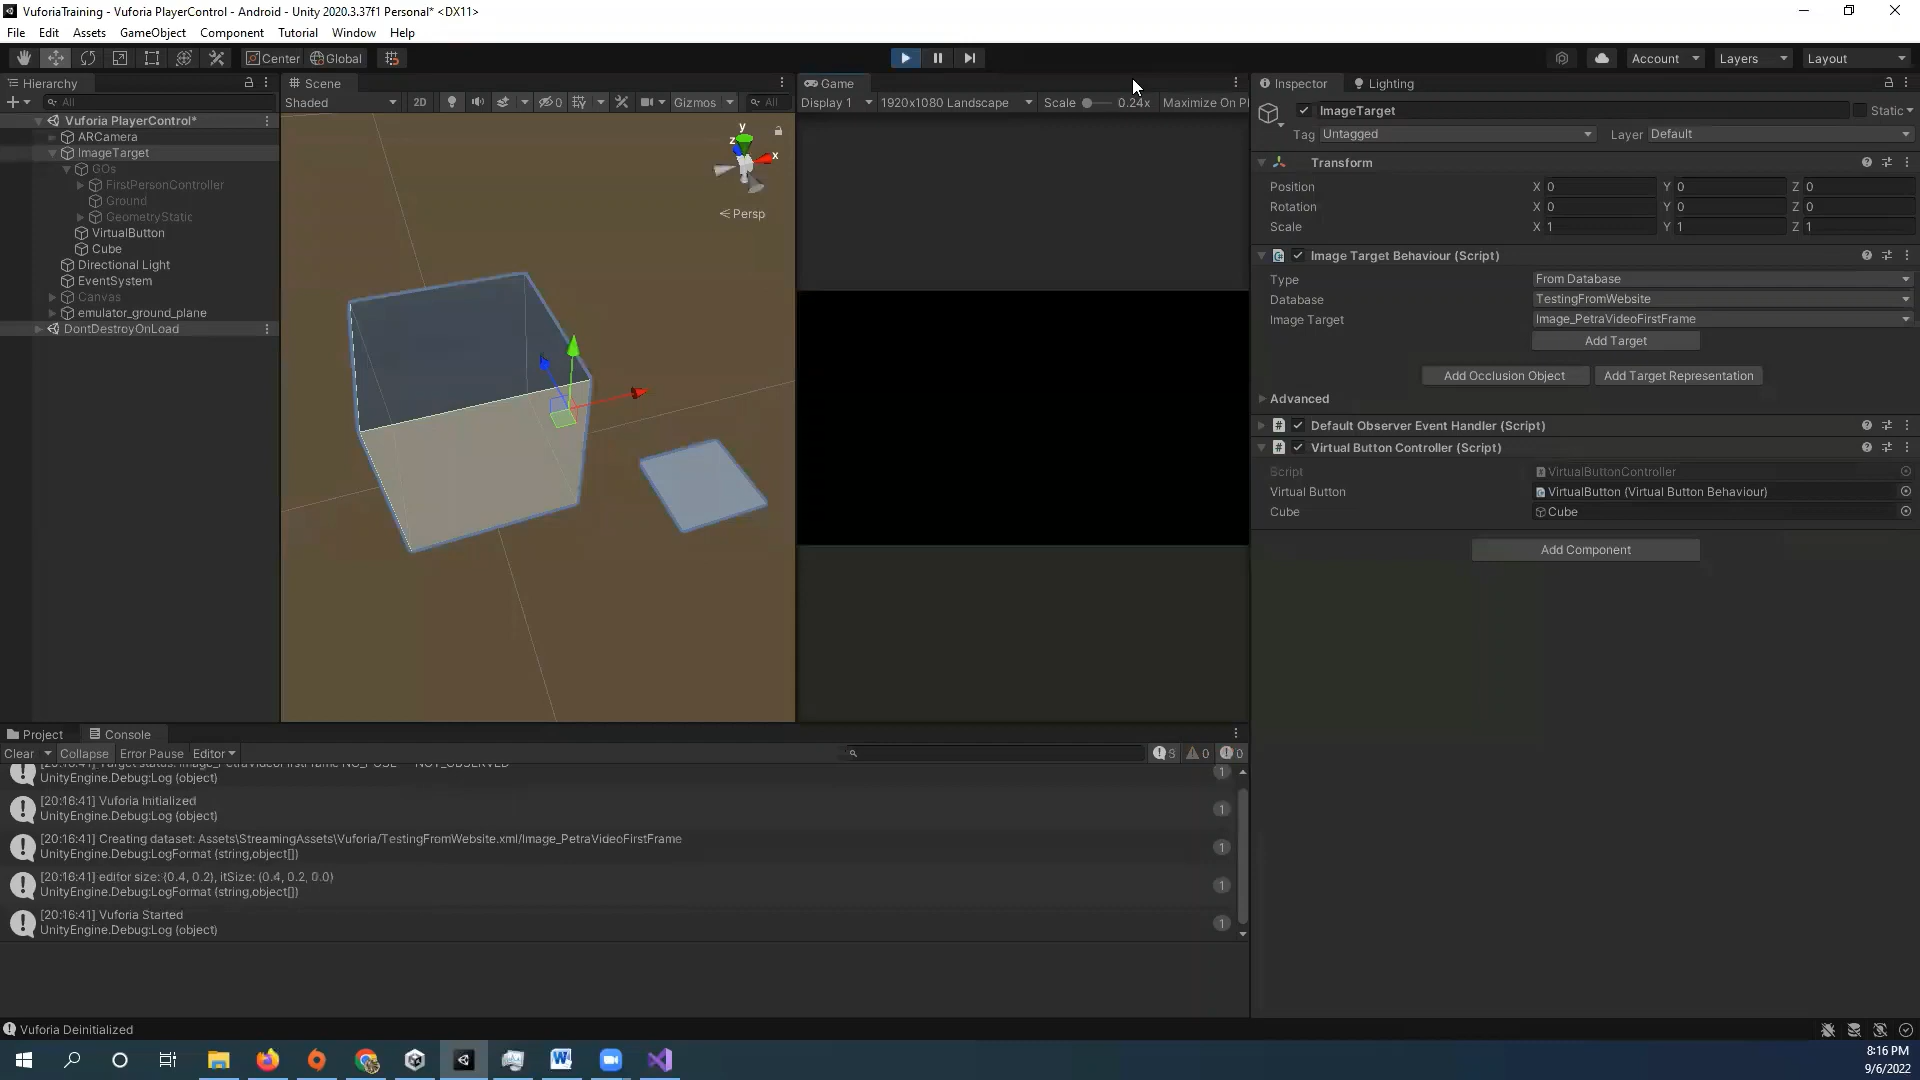 VuforiaTraining - Vuforia PlayerControl - Android - Unity 2020.3.37f1 Personal* <DX11>
File Edit Assets GameObject Component Tutorial Window Help
Center Global Account Layers Layout
Hierarchy
All
Vuforia PlayerControl*
ARCamera
ImageTarget
GOs
FirstPersonController
Ground
GeometryStatic
VirtualButton
Cube
Directional Light
EventSystem
Canvas
emulator_ground_plane
DontDestroyOnLoad
Scene
Shaded 2D 0 Gizmos All
y
z
x
Persp
Game
Display 1 1920x1080 Landscape Scale 0.24x Maximize On Pl
Inspector Lighting
ImageTarget Static
Tag Untagged Layer Default
Transform
Position X 0 Y 0 Z 0
Rotation X 0 Y 0 Z 0
Scale X 1 Y 1 Z 1
Image Target Behaviour (Script)
Type From Database
Database TestingFromWebsite
Image Target Image_PetraVideoFirstFrame
Add Target
Add Occlusion Object Add Target Representation
Advanced
Default Observer Event Handler (Script)
Virtual Button Controller (Script)
Script VirtualButtonController
Virtual Button VirtualButton (Virtual Button Behaviour)
Cube Cube
Add Component
Project Console
Clear Collapse Error Pause Editor 0 0
UnityEngine.Debug:Log (object) 1
[20:16:41] Vuforia Initialized
UnityEngine.Debug:Log (object) 1
[20:16:41] Creating dataset: Assets\StreamingAssets\Vuforia/TestingFromWebsite.xml/Image_PetraVideoFirstFrame
UnityEngine.Debug:LogFormat (string,object[]) 1
[20:16:41] editor size: (0.4, 0.2), itSize: (0.4, 0.2, 0.0)
UnityEngine.Debug:LogFormat (string,object[]) 1
[20:16:41] Vuforia Started
UnityEngine.Debug:Log (object) 1
Vuforia Deinitialized
8:16 PM
9/6/2022